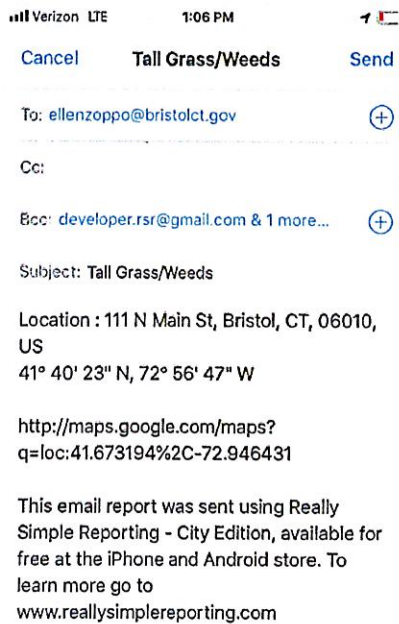 Verizon LTE 1:06 PM
Cancel Tall Grass/Weeds Send
To: ellenzoppo@bristolct.gov
Cc:
Bcc: developer.rsr@gmail.com & 1 more...
Subject: Tall Grass/Weeds
Location : 111 N Main St, Bristol, CT, 06010,
US
41° 40' 23" N, 72° 56' 47" W
http://maps.google.com/maps?
q=loc:41.673194%2C-72.946431
This email report was sent using Really
Simple Reporting - City Edition, available for
free at the iPhone and Android store. To
learn more go to
www.reallysimplereporting.com